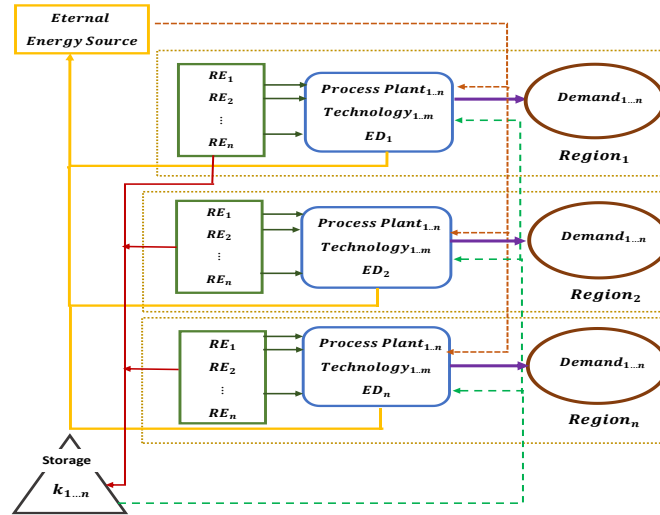 Eternal
Energy Source
RE₁
RE₂
⋮
REₙ
Process Plant₁..ₙ
Technology₁..ₘ
ED₁
Demand₁…ₙ
Region₁
RE₁
RE₂
⋮
REₙ
Process Plant₁..ₙ
Technology₁..ₘ
ED₂
Demand₁…ₙ
Region₂
RE₁
RE₂
⋮
REₙ
Process Plant₁..ₙ
Technology₁..ₘ
EDₙ
Demand₁…ₙ
Regionₙ
Storage
k₁…ₙ